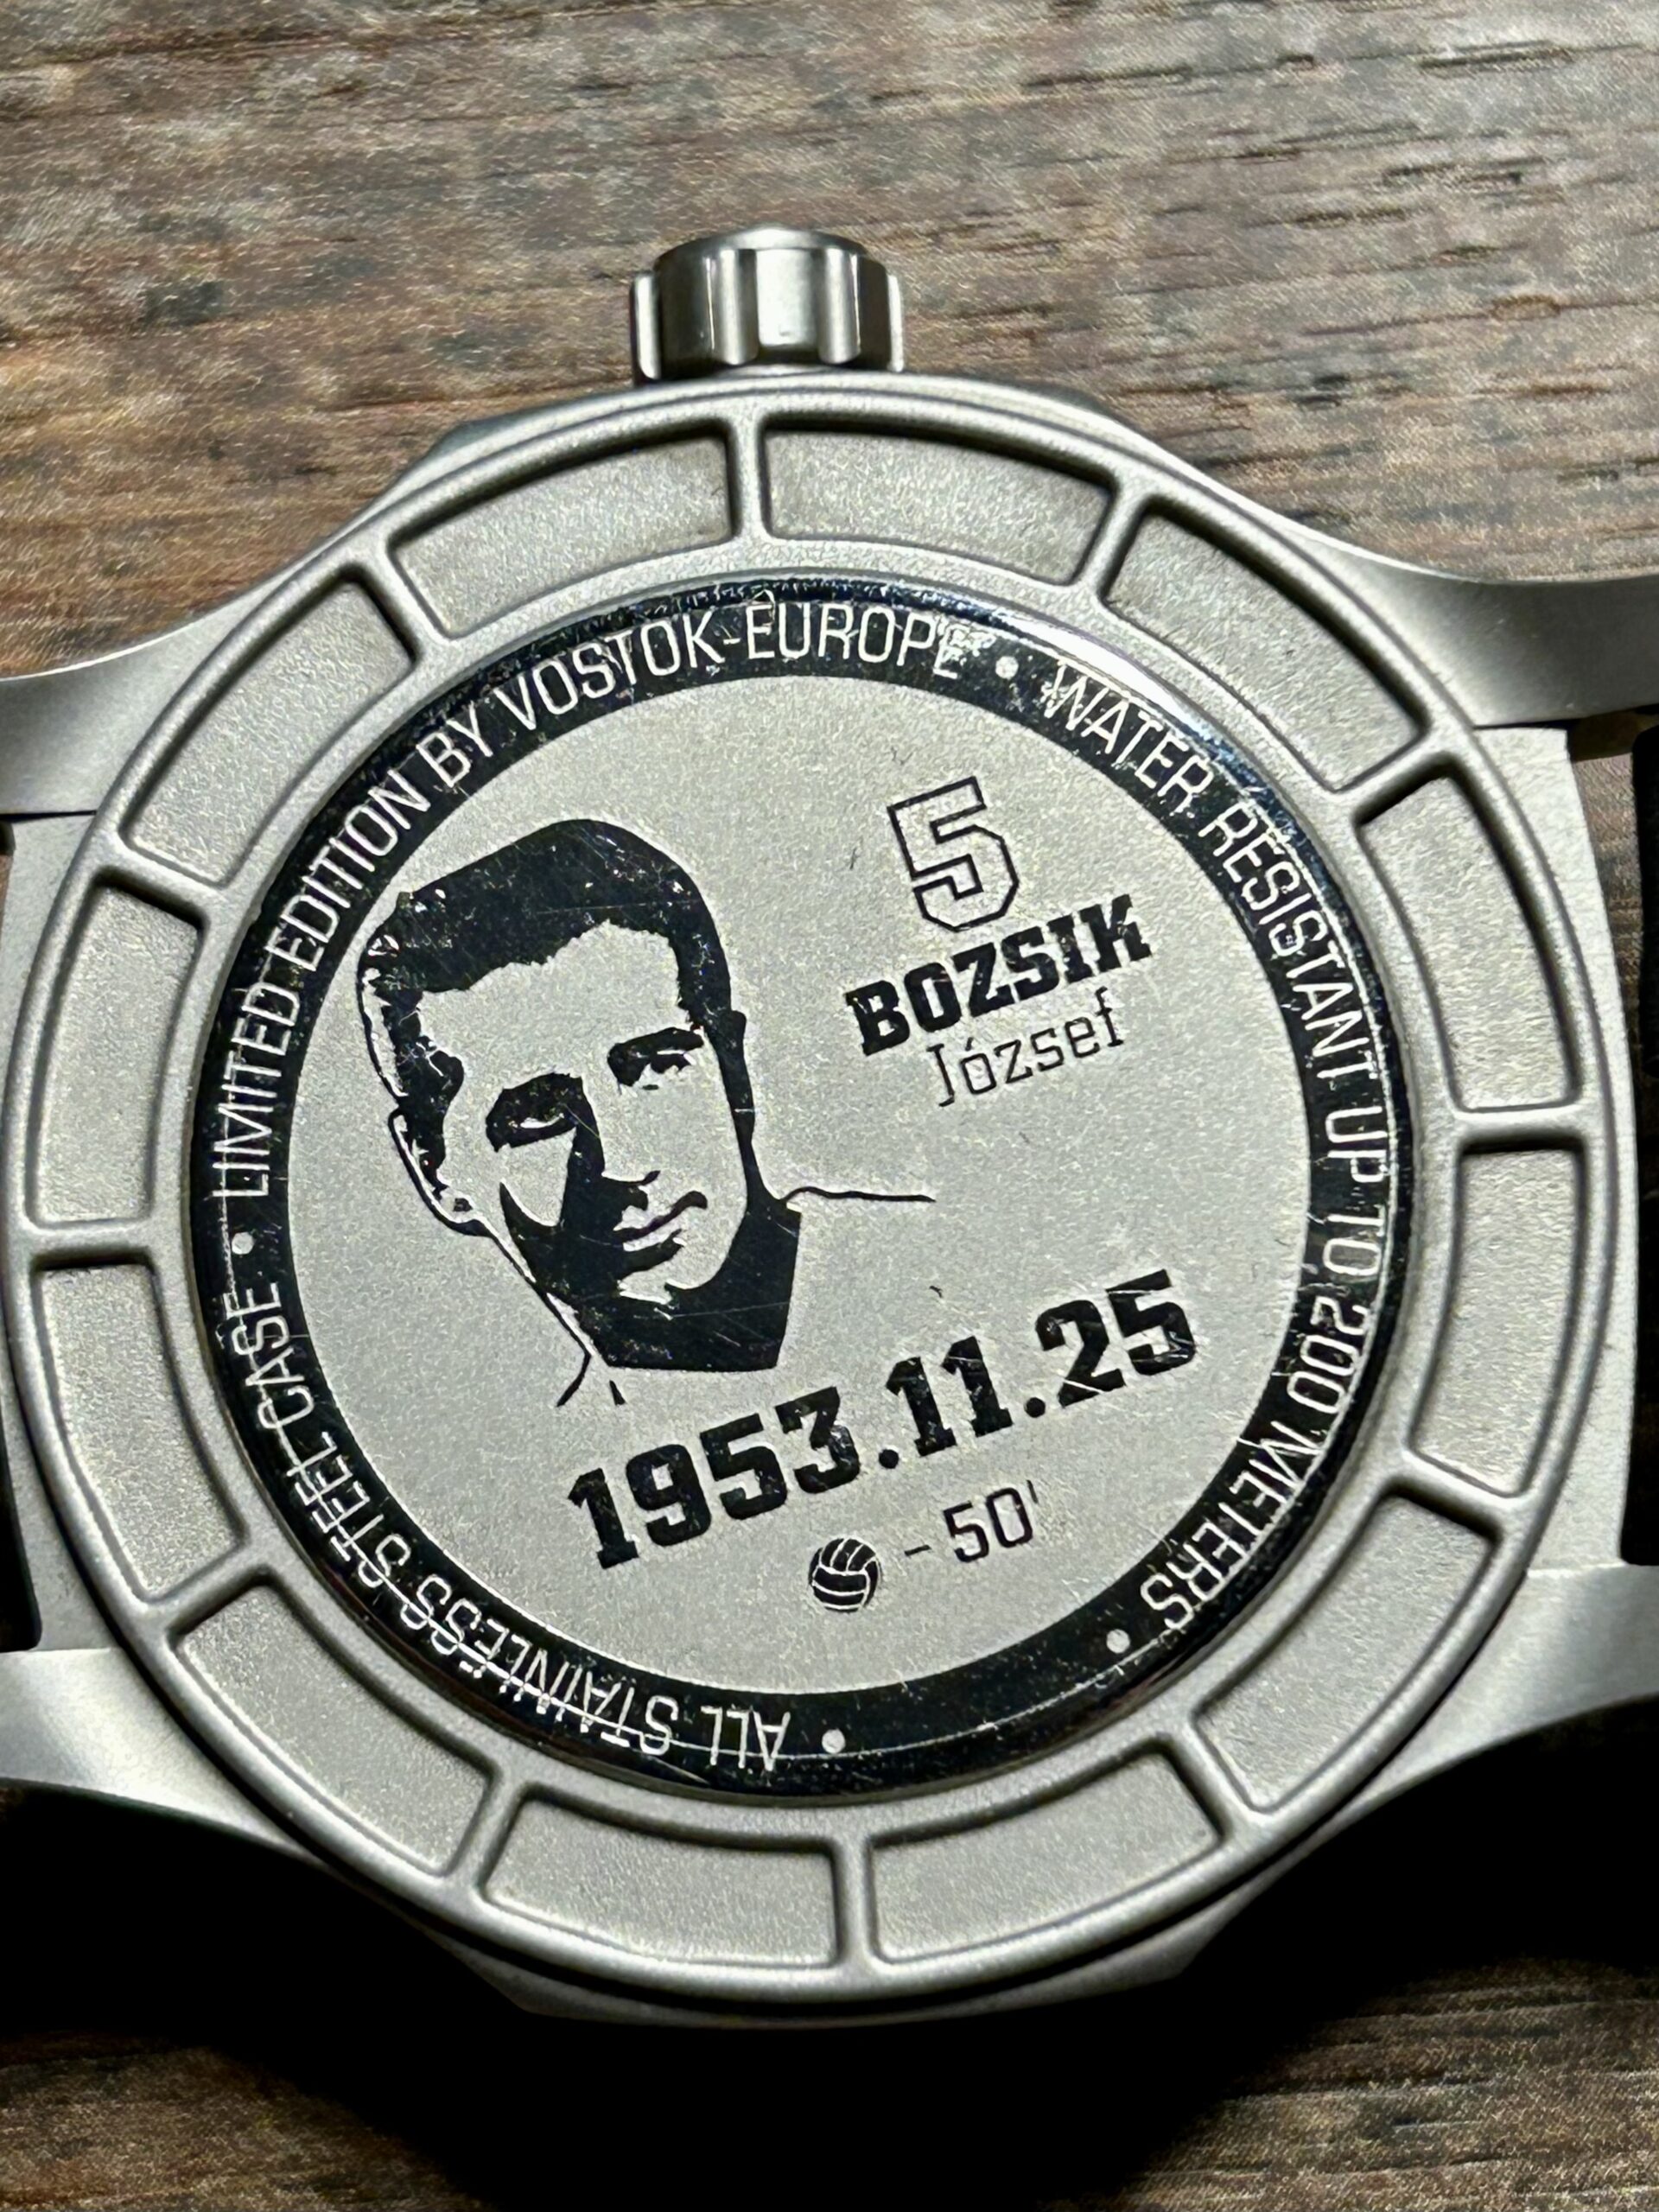 LIMITED EDITION BY VOSTOK-EUROPE • WATER RESISTANT UP TO 200 METERS •
• ALL STAINLESS STEEL CASE •
5
BOZSIK
József
1953.11.25
- 50'